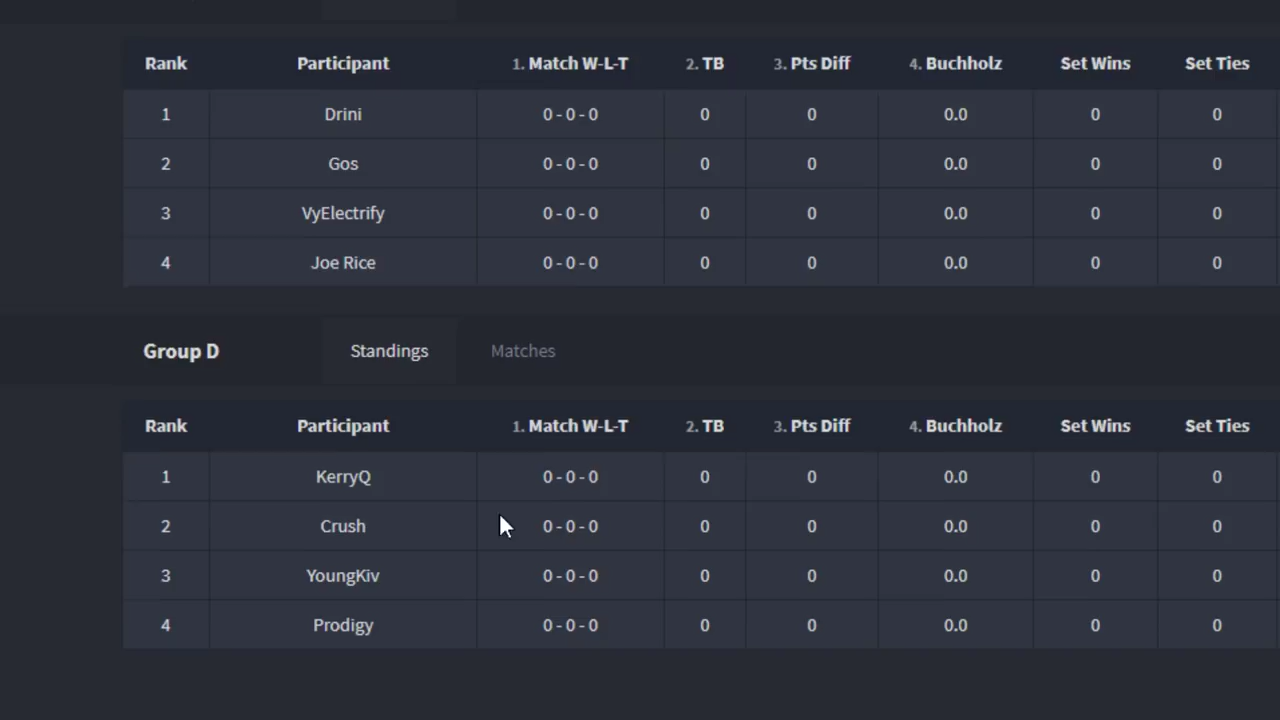 Rank Participant 1. Match W-L-T 2. TB 3. Pts Diff 4. Buchholz Set Wins Set Ties
1 Drini 0 - 0 - 0 0 0 0.0 0 0
2 Gos 0 - 0 - 0 0 0 0.0 0 0
3 VyElectrify 0 - 0 - 0 0 0 0.0 0 0
4 Joe Rice 0 - 0 - 0 0 0 0.0 0 0
Group D Standings Matches
Rank Participant 1. Match W-L-T 2. TB 3. Pts Diff 4. Buchholz Set Wins Set Ties
1 KerryQ 0 - 0 - 0 0 0 0.0 0 0
2 Crush 0 - 0 - 0 0 0 0.0 0 0
3 YoungKiv 0 - 0 - 0 0 0 0.0 0 0
4 Prodigy 0 - 0 - 0 0 0 0.0 0 0